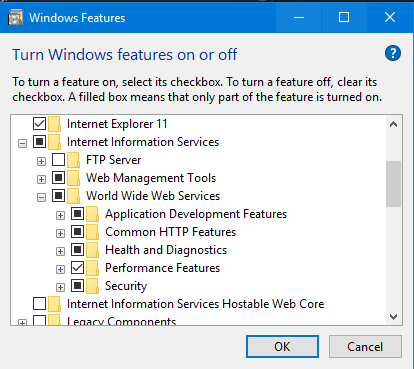 Windows Features
Turn Windows features on or off
To turn a feature on, select its checkbox. To turn a feature off, clear its
checkbox. A filled box means that only part of the feature is turned on.
Internet Explorer 11
Internet Information Services
FTP Server
Web Management Tools
World Wide Web Services
Application Development Features
Common HTTP Features
Health and Diagnostics
Performance Features
Security
Internet Information Services Hostable Web Core
Legacy Components
OK Cancel